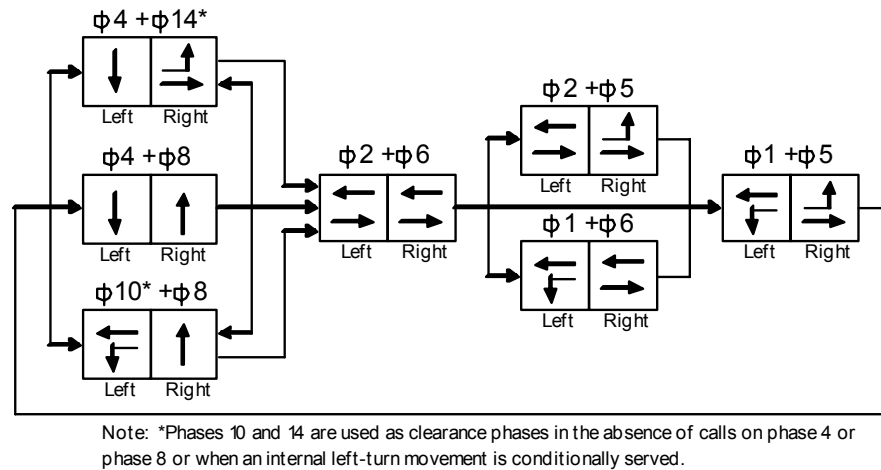 ϕ4 +ϕ14*
Left Right
ϕ4 +ϕ8
Left Right
ϕ10* +ϕ8
Left Right
ϕ2 +ϕ6
Left Right
ϕ2 +ϕ5
Left Right
ϕ1 +ϕ6
Left Right
ϕ1 +ϕ5
Left Right
Note: *Phases 10 and 14 are used as clearance phases in the absence of calls on phase 4 or
phase 8 or when an internal left-turn movement is conditionally served.